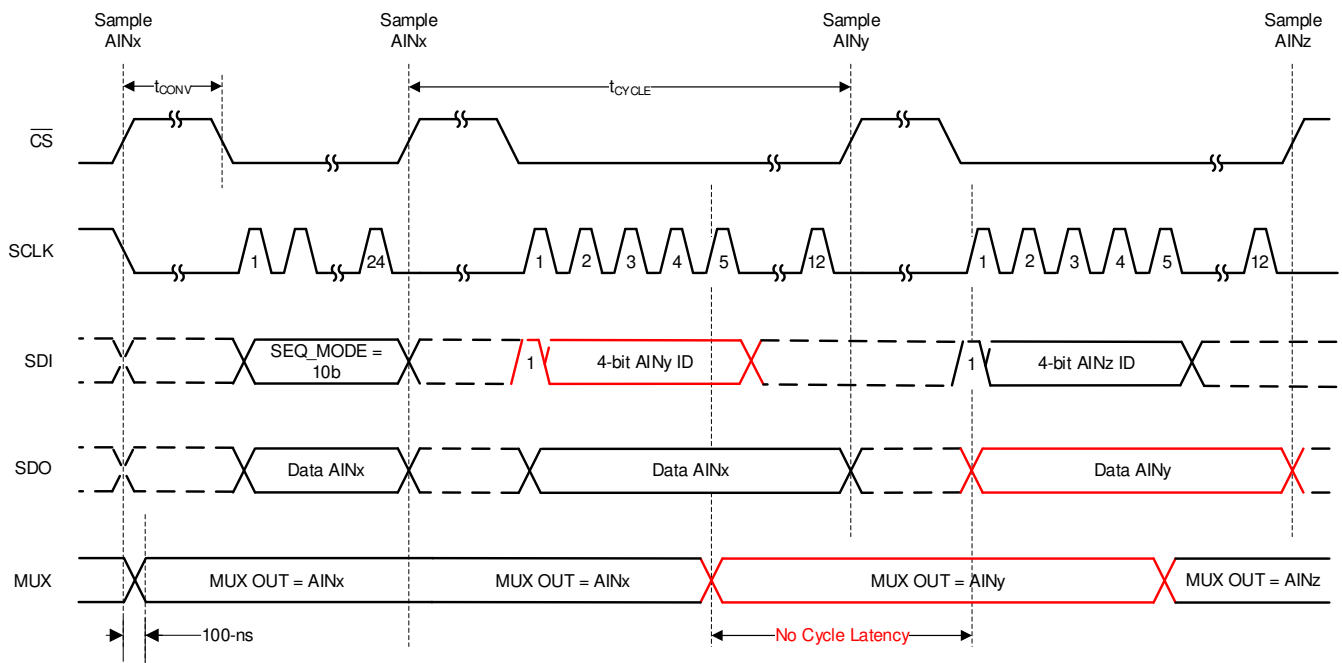 Sample
AINx
Sample
AINx
Sample
AINy
Sample
AINz
tCONV
tCYCLE
CS
SCLK
1
24
1
2
3
4
5
12
1
2
3
4
5
12
SDI
SEQ_MODE =
10b
1
4-bit AINy ID
1
4-bit AINz ID
SDO
Data AINx
Data AINx
Data AINy
MUX
MUX OUT = AINx
MUX OUT = AINx
MUX OUT = AINy
MUX OUT = AINz
100-ns
No Cycle Latency